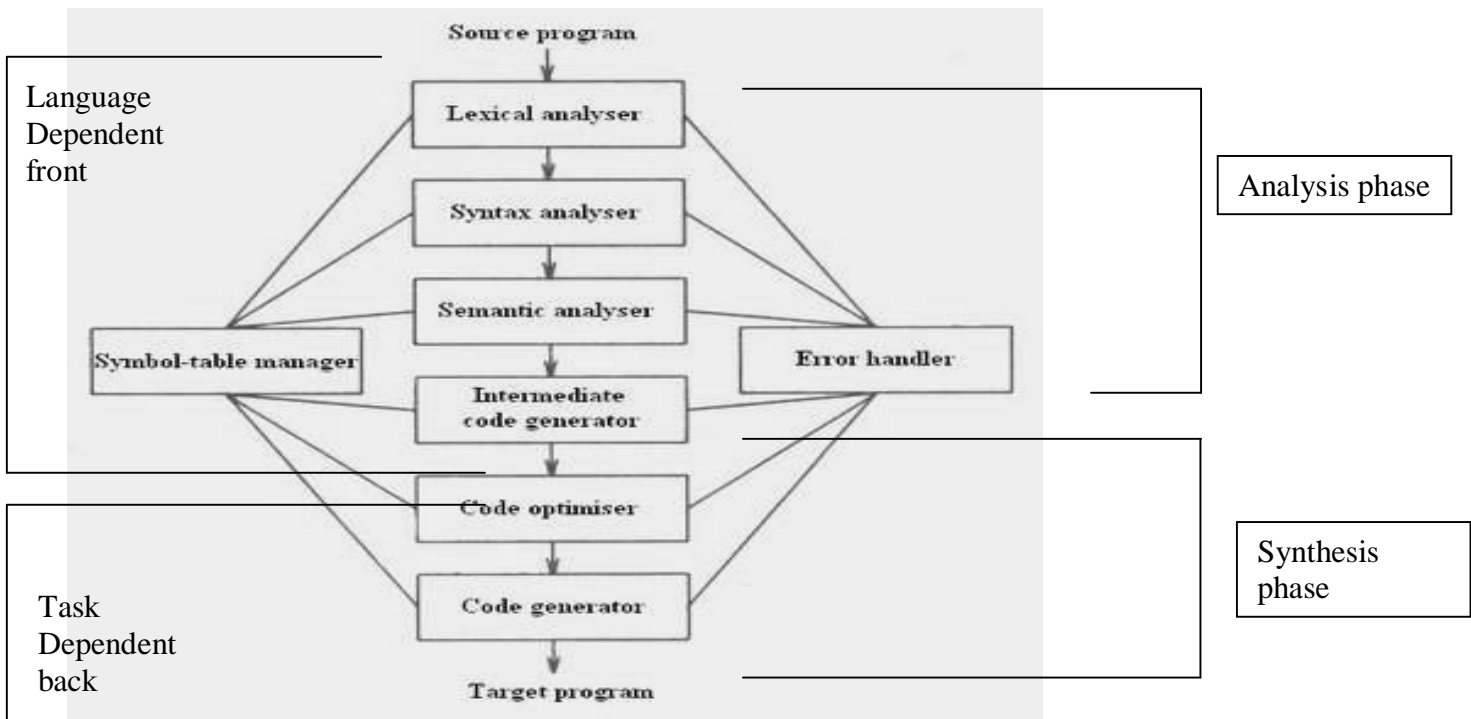 Source program
Language
Dependent
front
Lexical analyser
Analysis phase
Syntax analyser
Semantic analyser
Symbol-table manager
Error handler
Intermediate
code generator
Code optimiser
Synthesis
phase
Task
Dependent
back
Code generator
Target program